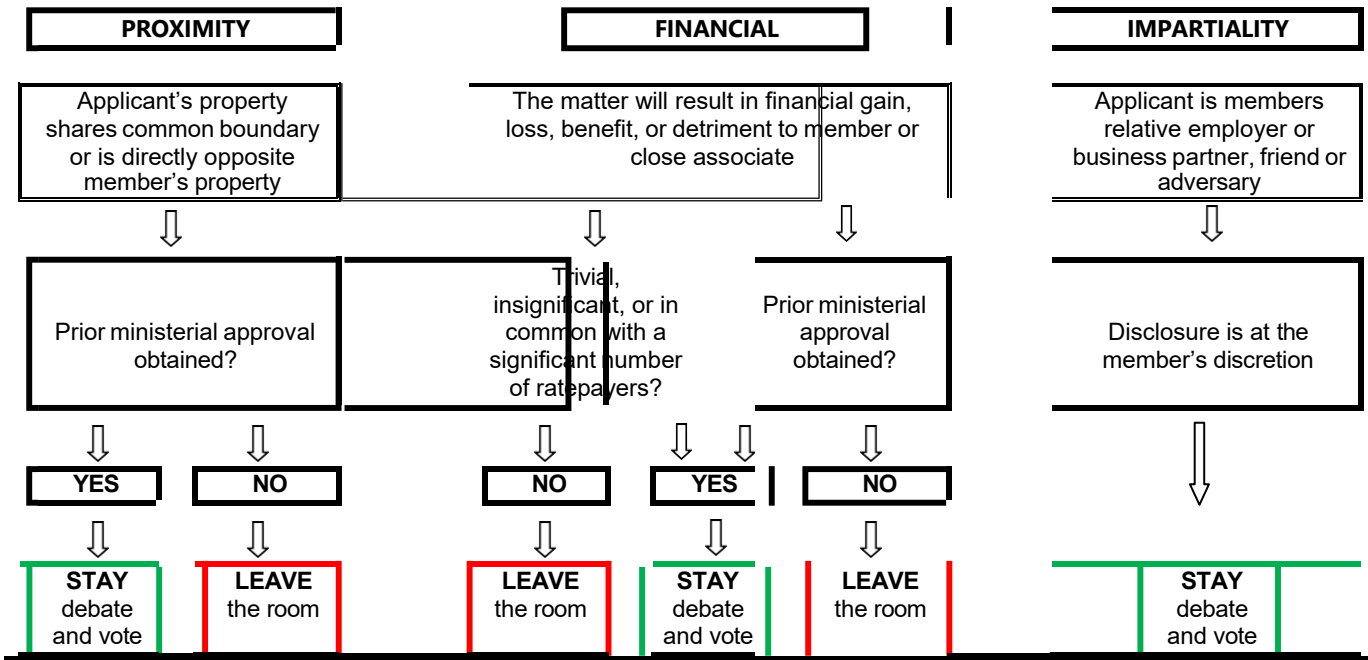 PROXIMITY
FINANCIAL
IMPARTIALITY
Applicant’s property
shares common boundary
or is directly opposite
member’s property
The matter will result in financial gain,
loss, benefit, or detriment to member or
close associate
Applicant is members
relative employer or
business partner, friend or
adversary
Prior ministerial approval
obtained?
Trivial,
insignificant, or in
common with a
significant number
of ratepayers?
Prior ministerial
approval
obtained?
Disclosure is at the
member’s discretion
YES
NO
NO
YES
NO
STAY
debate
and vote
LEAVE
the room
LEAVE
the room
STAY
debate
and vote
LEAVE
the room
STAY
debate
and vote